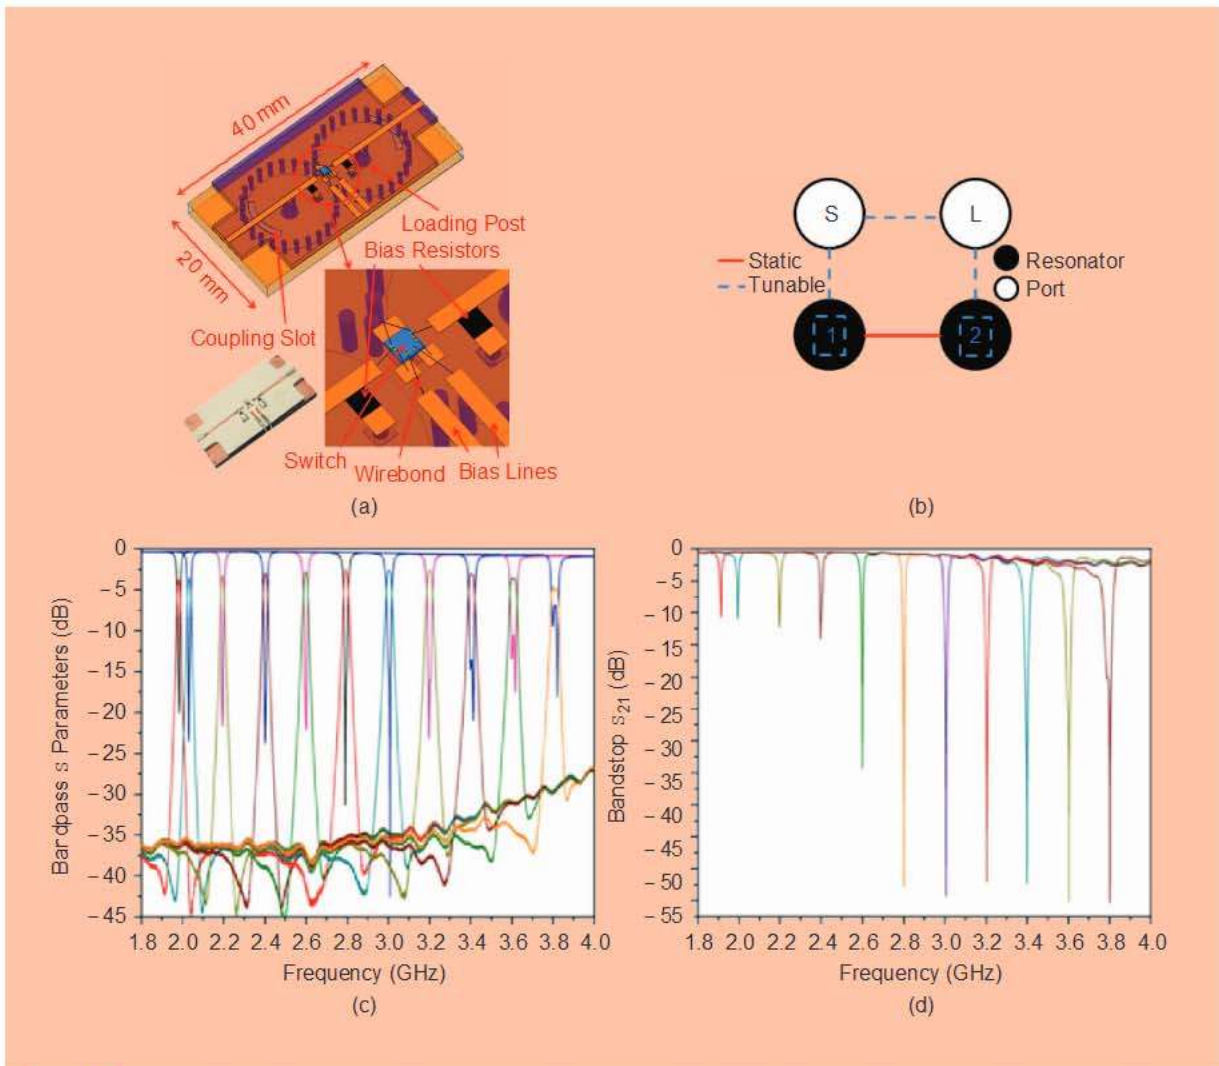 40 mm
20 mm
Loading Post
Bias Resistors
Coupling Slot
Switch
Wirebond
Bias Lines
(a)
S
L
Static
Tunable
Resonator
Port
1
2
(b)
Bandpass s Parameters (dB)
0
−5
−10
−15
−20
−25
−30
−35
−40
−45
1.8 2.0 2.2 2.4 2.6 2.8 3.0 3.2 3.4 3.6 3.8 4.0
Frequency (GHz)
(c)
Bandstop s21 (dB)
0
−5
−10
−15
−20
−25
−30
−35
−40
−45
−50
−55
1.8 2.0 2.2 2.4 2.6 2.8 3.0 3.2 3.4 3.6 3.8 4.0
Frequency (GHz)
(d)